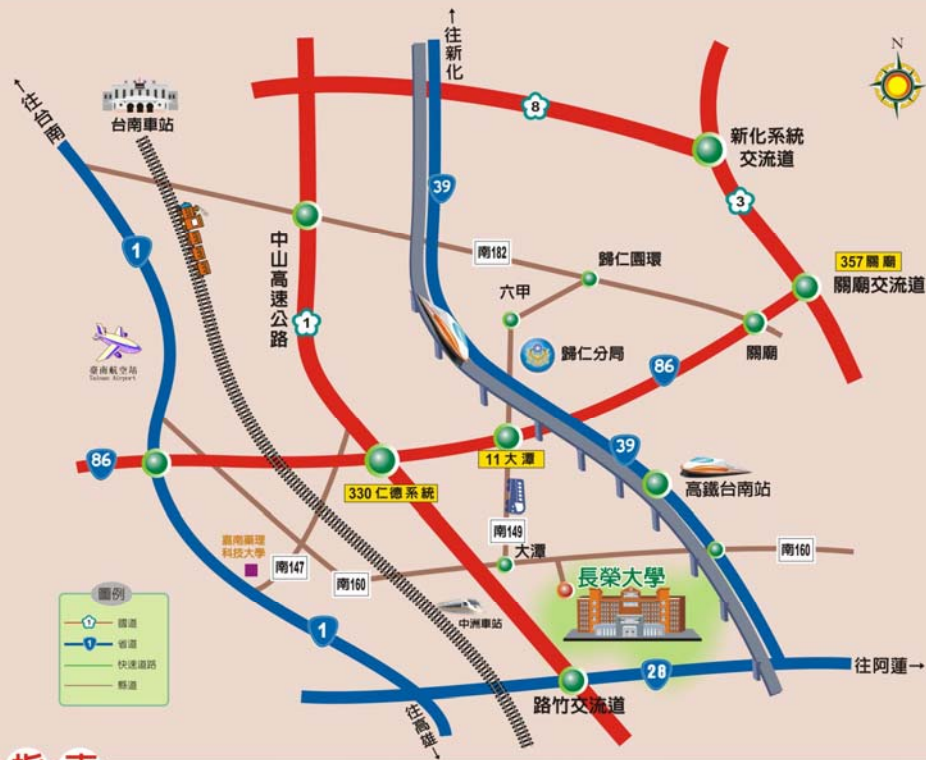 ↑往新化
N
↑往台南
台南車站
8
新化系統
交流道
39
3
1
南182
歸仁圓環
357 關廟
關廟交流道
中山高速公路
六甲
1
歸仁分局
關廟
臺南航空站
Tainan Airport
86
39
86
11 大潭
高鐵台南站
330 仁德系統
嘉南藥理
科技大學
南147
南149
大潭
南160
南160
長榮大學
圖例
1 國道
1 省道
快速道路
縣道
1
中洲車站
28
往阿蓮→
路竹交流道
往高雄→